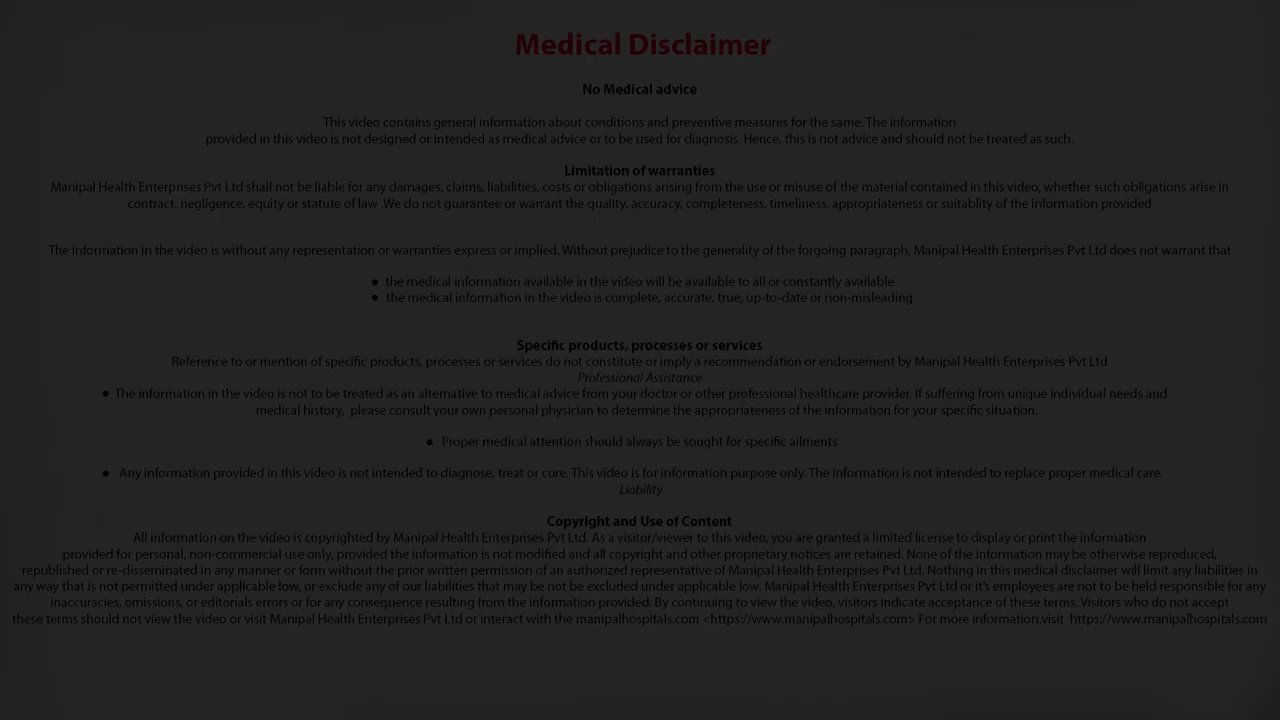 Medical Disclaimer
No Medical advice
This video contains general information about conditions and preventive measures for the same. The information
provided in this video is not designed or intended as medical advice or to be used for diagnosis. Hence, this is not advice and should not be treated as such.
Limitation of warranties
Manipal Health Enterprises Pvt Ltd shall not be liable for any damages, claims, liabilities, costs or obligations arising from the use or misuse of the material contained in this video, whether such obligations arise in
contract, negligence, equity or statute of law .We do not guarantee or warrant the quality, accuracy, completeness, timeliness, appropriateness or suitablity of the information provided
The information in the video is without any representation or warranties express or implied. Without prejudice to the generality of the forgoing paragraph, Manipal Health Enterprises Pvt Ltd does not warrant that
● the medical information available in the video will be available to all or constantly available
● the medical information in the video is complete, accurate, true, up-to-date or non-misleading
Specific products, processes or services
Reference to or mention of specific products, processes or services do not constitute or imply a recommendation or endorsement by Manipal Health Enterprises Pvt Ltd
Professional Assistance
● The information in the video is not to be treated as an alternative to medical advice from your doctor or other professional healthcare provider. If suffering from unique individual needs and
medical history, please consult your own personal physician to determine the appropriateness of the information for your specific situation.
● Proper medical attention should always be sought for specific ailments
● Any information provided in this video is not intended to diagnose, treat or cure. This video is for information purpose only. The information is not intended to replace proper medical care.
Liability
Copyright and Use of Content
All information on the video is copyrighted by Manipal Health Enterprises Pvt Ltd. As a visitor/viewer to this video, you are granted a limited license to display or print the information
provided for personal, non-commercial use only, provided the information is not modified and all copyright and other proprietary notices are retained. None of the information may be otherwise reproduced,
republished or re-disseminated in any manner or form without the prior written permission of an authorized representative of Manipal Health Enterprises Pvt Ltd. Nothing in this medical disclaimer will limit any liabilities in
any way that is not permitted under applicable low, or exclude any of our liabilities that may be not be excluded under applicable low. Manipal Health Enterprises Pvt Ltd or it's employees are not to be held responsible for any
inaccuracies, omissions, or editorials errors or for any consequence resulting from the information provided. By continuing to view the video, visitors indicate acceptance of these terms. Visitors who do not accept
these terms should not view the video or visit Manipal Health Enterprises Pvt Ltd or interact with the manipalhospitals.com <https://www.manipalhospitals.com> For more information.visit https://www.manipalhospitals.com